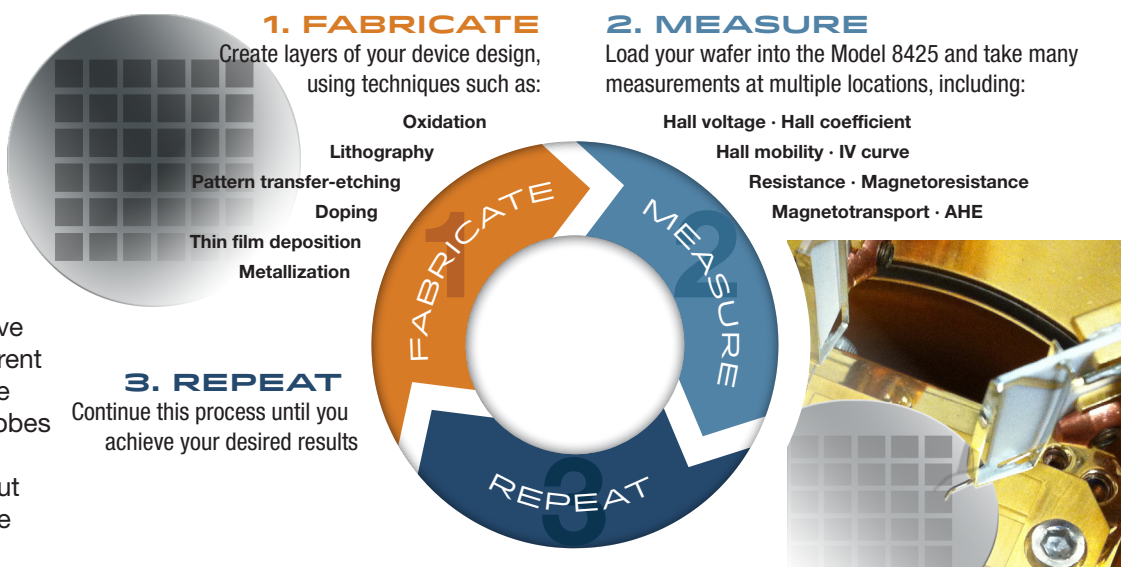 1. FABRICATE
Create layers of your device design,
using techniques such as:
Oxidation
Lithography
Pattern transfer-etching
Doping
Thin film deposition
Metallization
2. MEASURE
Load your wafer into the Model 8425 and take many
measurements at multiple locations, including:
Hall voltage · Hall coefficient
Hall mobility · IV curve
Resistance · Magnetoresistance
Magnetotransport · AHE
1
FABRICATE
2
MEASURE
3
REPEAT
3. REPEAT
Continue this process until you
achieve your desired results